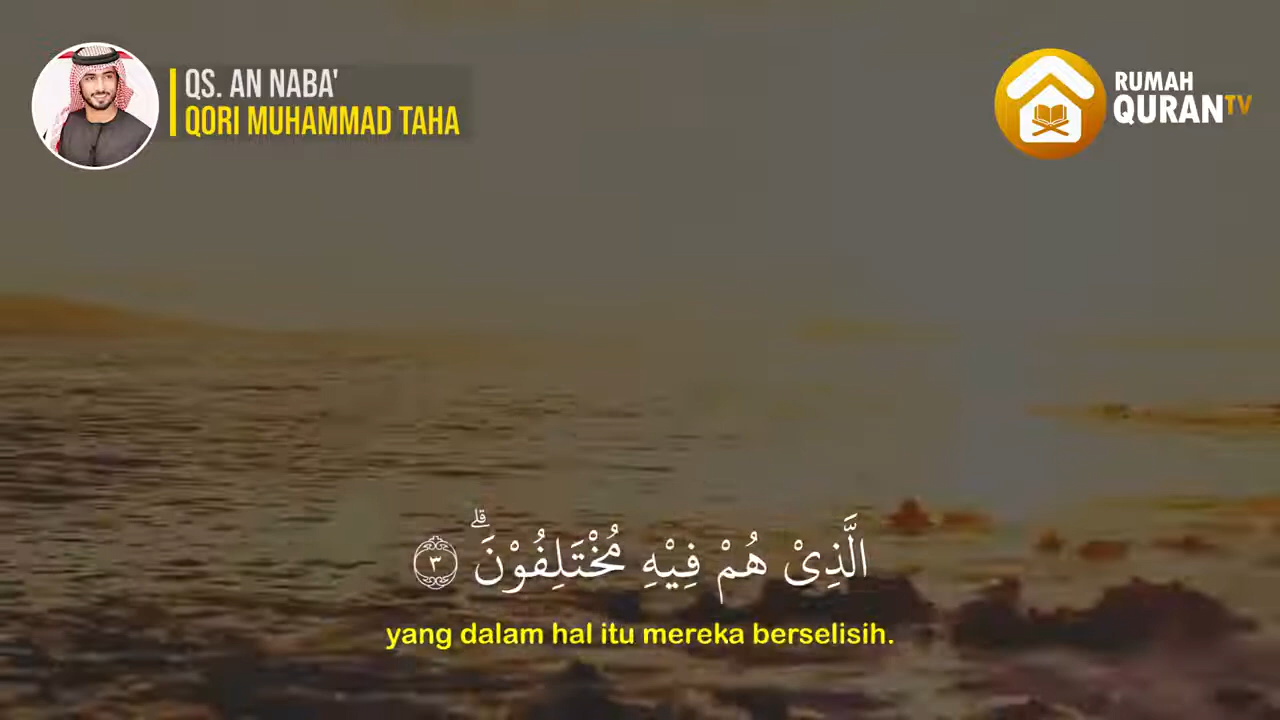 QS. AN NABA'
QORI MUHAMMAD TAHA
RUMAH
QURANTV
الَّذِيْ هُمْ فِيْهِ مُخْتَلِفُوْنَۗ ۝٣
yang dalam hal itu mereka berselisih.